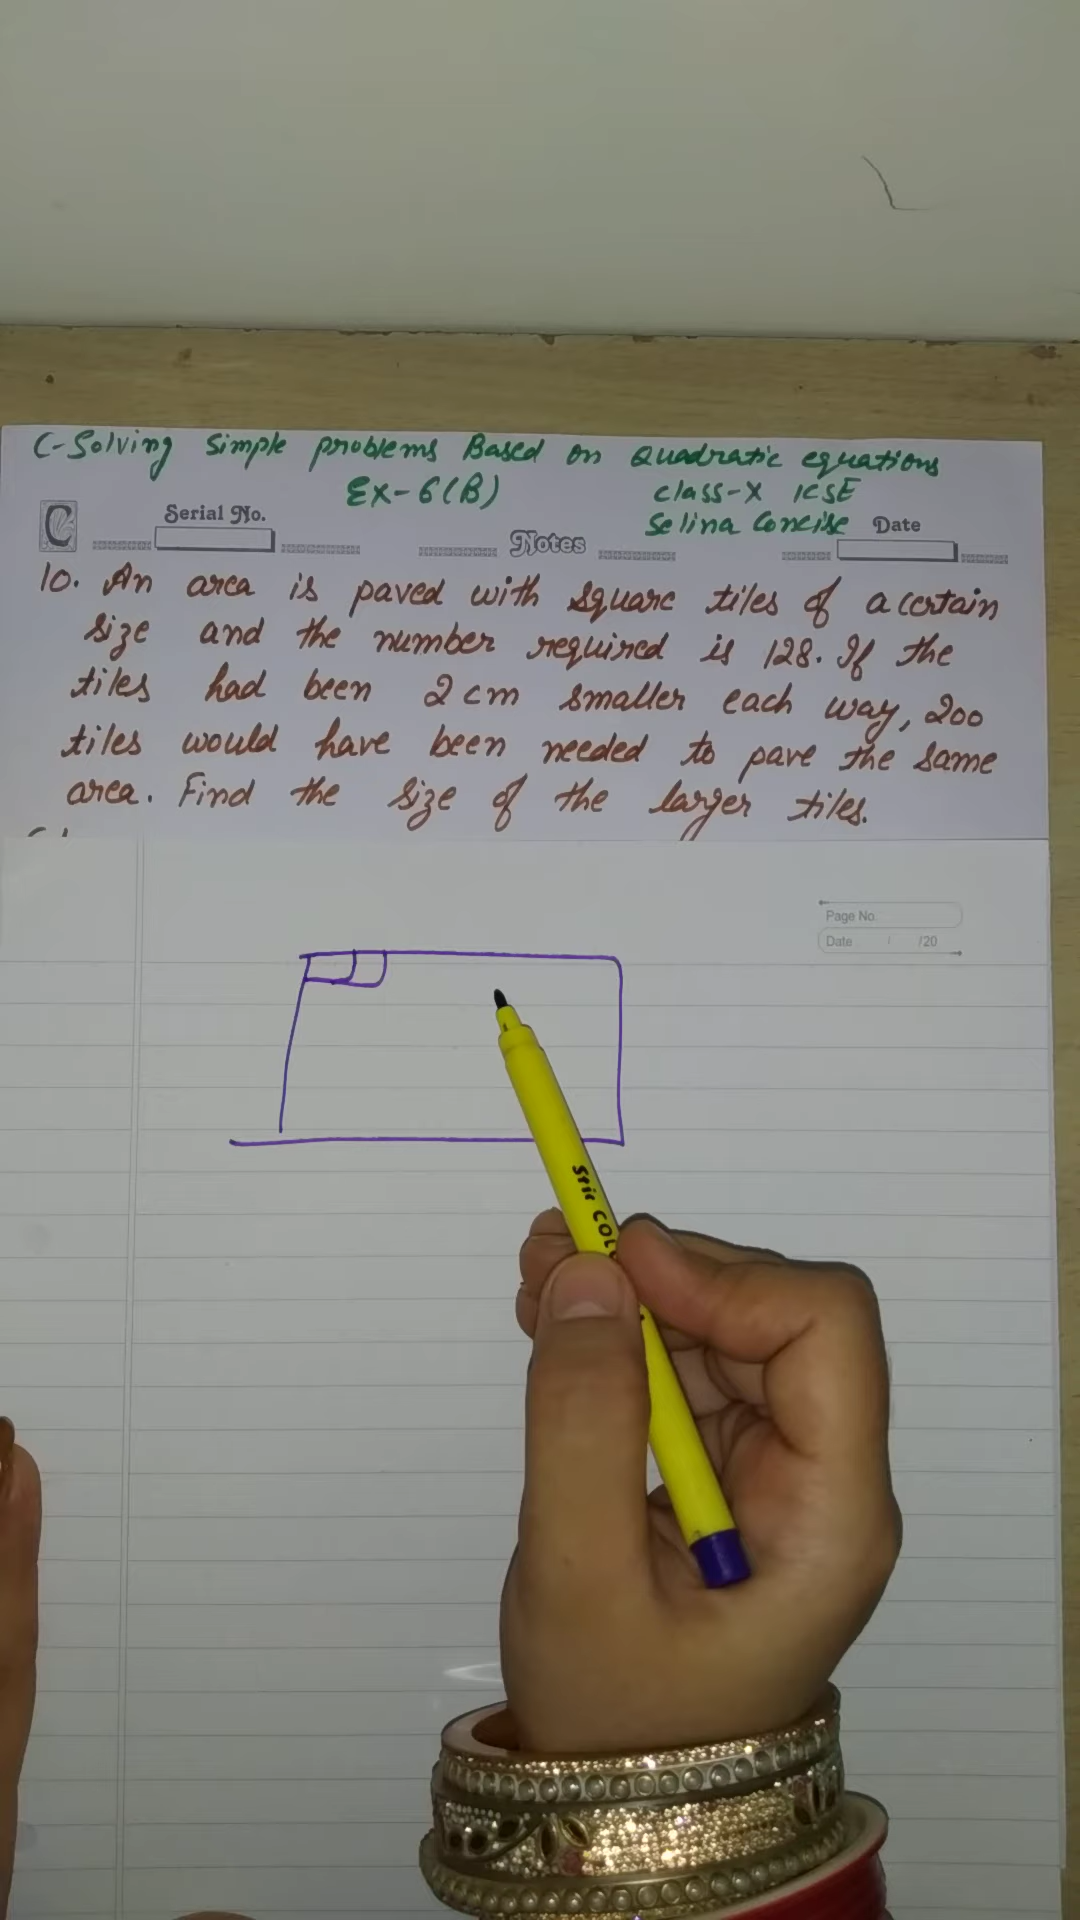 C-Solving Simple problems Based on Quadratic equations
Ex-6(B) class-X ICSE
Selina Concise
C Serial No. Notes Date
10. An area is paved with square tiles of a certain
size and the number required is 128. If the
tiles had been 2 cm smaller each way, 200
tiles would have been needed to pave the same
area. Find the size of the larger tiles.
Page No.
Date / /20